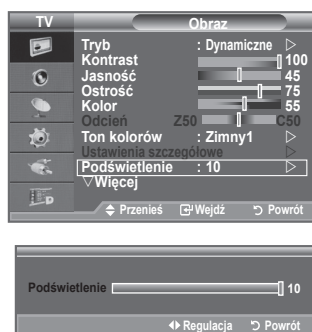 TV Obraz
Tryb : Dynamiczne
Kontrast 100
Jasność 45
Ostrość 75
Kolor 55
Odcień Z50 C50
Ton kolorów : Zimny1
Ustawienia szczegółowe
Podświetlenie : 10
▽Więcej
Przenieś Wejdź Powrót
Podświetlenie 10
Regulacja Powrót